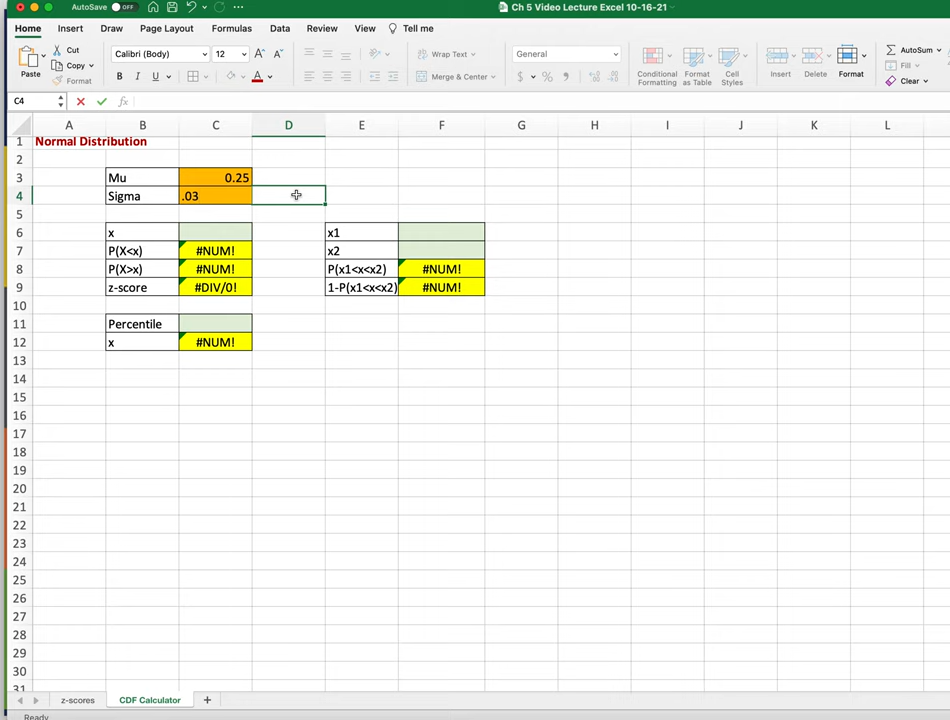 AutoSave OFF Ch 5 Video Lecture Excel 10-16-21
Home Insert Draw Page Layout Formulas Data Review View Tell me
Paste Cut Copy Format Calibri (Body) 12 A A Wrap Text General Conditional Formatting Format as Table Cell Styles Insert Delete Format AutoSum Fill Clear
B I U A Merge & Center $ % ,
C4 fx
A B C D E F G H I J K L
1 Normal Distribution
2
3 Mu 0.25
4 Sigma .03
5
6 x x1
7 P(X<x) #NUM! x2
8 P(X>x) #NUM! P(x1<x<x2) #NUM!
9 z-score #DIV/0! 1-P(x1<x<x2) #NUM!
10
11 Percentile
12 x #NUM!
13
14
15
16
17
18
19
20
21
22
23
24
25
26
27
28
29
30
31
z-scores CDF Calculator +
Ready